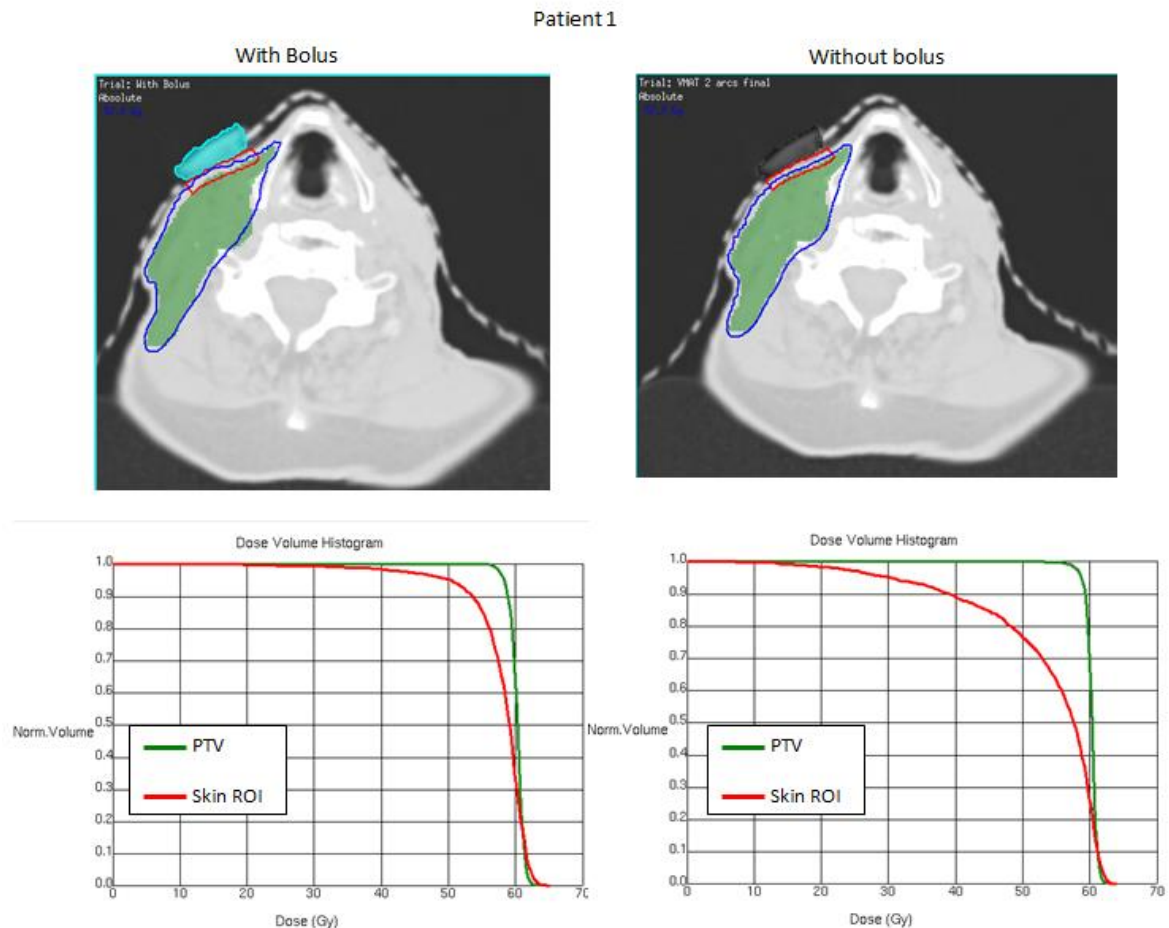 Patient 1
With Bolus
Without bolus
Trial: With Bolus
Absolute
Trial: VMAT 2 arcs final
Absolute
Dose Volume Histogram
1.0
0.9
0.8
0.7
0.6
0.5
0.4
0.3
0.2
0.1
0.0
Norm.Volume
PTV
Skin ROI
0 10 20 30 40 50 60 70
Dose (Gy)
Dose Volume Histogram
1.0
0.9
0.8
0.7
0.6
0.5
0.4
0.3
0.2
0.1
0.0
Norm.Volume
PTV
Skin ROI
0 10 20 30 40 50 60 70
Dose (Gy)